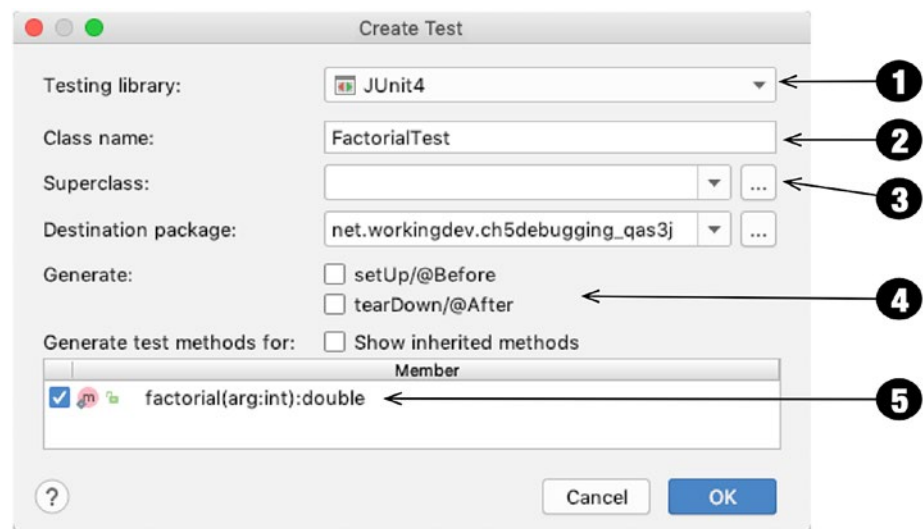 Create Test
Testing library: JUnit4 1
Class name: FactorialTest 2
Superclass: ... 3
Destination package: net.workingdev.ch5debugging_qas3j ...
Generate: setUp/@Before
tearDown/@After 4
Generate test methods for: Show inherited methods
Member
m factorial(arg:int):double 5
? Cancel OK